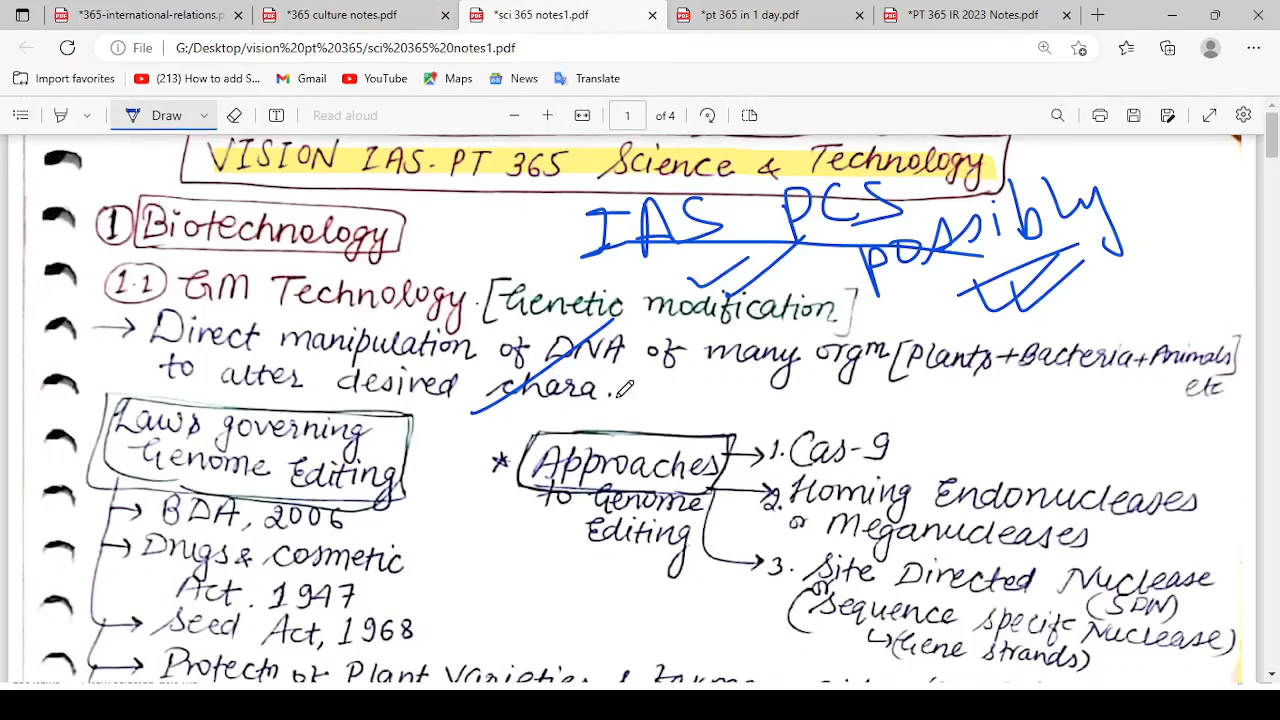 *365-international-relations.p
*365 culture notes.pdf
*sci 365 notes1.pdf
*pt 365 in 1 day.pdf
*PT 365 IR 2023 Notes.pdf
File
G:/Desktop/vision%20pt%20365/sci%20365%20notes1.pdf
Import favorites
(213) How to add S...
Gmail
YouTube
Maps
News
Translate
Draw
Read aloud
1
of 4
VISION IAS. PT 365 Science & Technology
IAS PCS possibly
1 Biotechnology
1.1 GM Technology. [Genetic modification]
→ Direct manipulation of DNA of many orgm [Plants+Bacteria+Animals]
to alter desired chara.
etc
Laws governing
Genome Editing
→ BDA, 2006
→ Drugs & cosmetic
Act. 1947
→ Seed Act, 1968
→ Protectn of Plant Varieties &
* Approaches
to Genome
Editing
→ 1. Cas-9
→ 2. Homing Endonucleases
or Meganucleases
→ 3. Site Directed Nuclease
(SDN)
or
(Sequence specific Nuclease)
↳ (Gene strands)